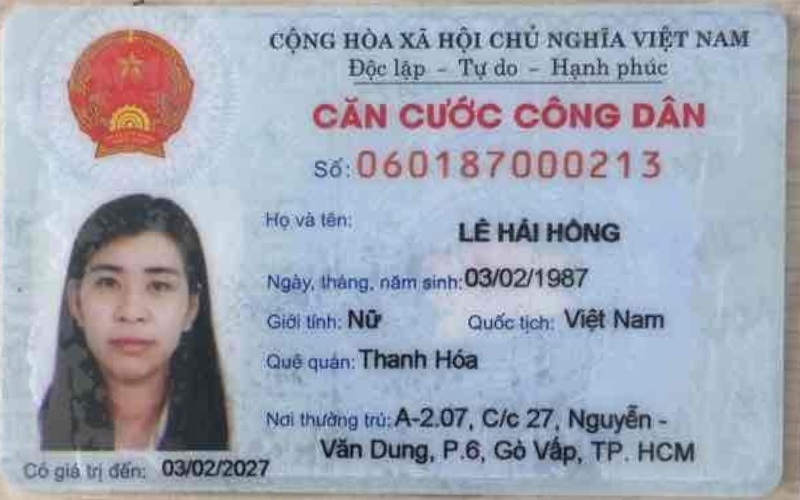 CỘNG HÒA XÃ HỘI CHỦ NGHĨA VIỆT NAM
Độc lập - Tự do - Hạnh phúc
CĂN CƯỚC CÔNG DÂN
Số: 060187000213
Họ và tên:
LÊ HẢI HỒNG
Ngày, tháng, năm sinh: 03/02/1987
Giới tính: Nữ Quốc tịch: Việt Nam
Quê quán: Thanh Hóa
Nơi thường trú: A-2.07, C/c 27, Nguyễn -
Văn Dung, P.6, Gò Vấp, TP. HCM
Có giá trị đến: 03/02/2027